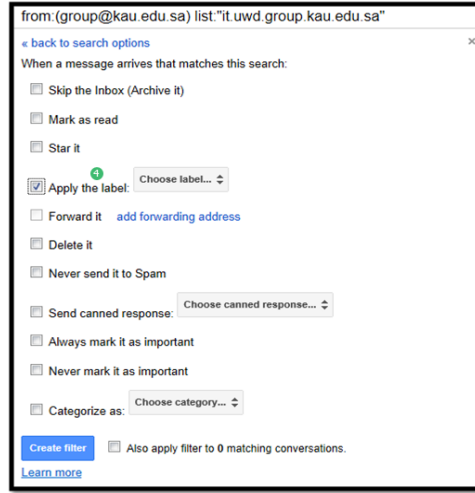 from:(group@kau.edu.sa) list:"it.uwd.group.kau.edu.sa"
« back to search options
×
When a message arrives that matches this search:
Skip the Inbox (Archive it)
Mark as read
Star it
4
Apply the label: Choose label...
Forward it add forwarding address
Delete it
Never send it to Spam
Send canned response: Choose canned response...
Always mark it as important
Never mark it as important
Categorize as: Choose category...
Create filter Also apply filter to 0 matching conversations.
Learn more